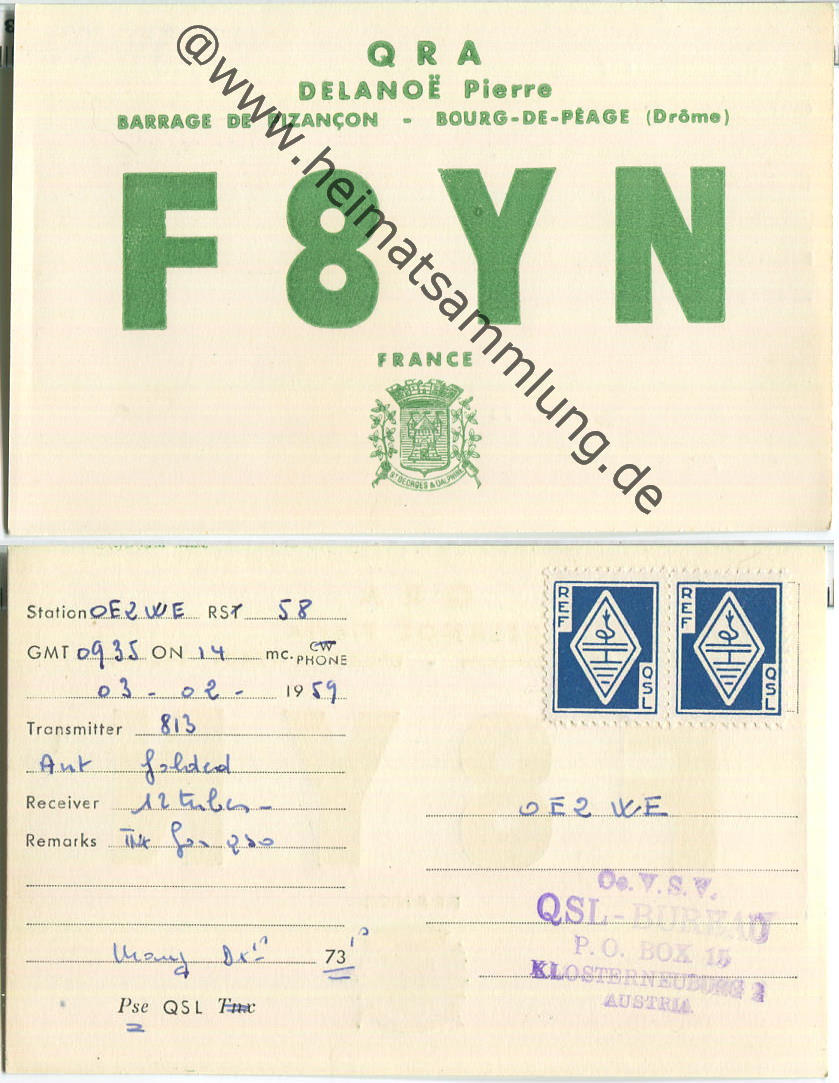 @www.heimatsammlung.de
QRA
DELANOË Pierre
BARRAGE DE PIZANÇON - BOURG-DE-PÉAGE (Drôme)
F8YN
FRANCE
ST GEORGES & DAUPHINE
Station OE2WE RST 58
GMT 0935 ON 14 mc. CW PHONE
03 - 02 - 1959
Transmitter 813
Ant folded
Receiver 12 tubes -
Remarks Tnx for QSO
Many Dx's 73's
Pse QSL Tnx
REF QSL
REF QSL
OE2WE
Oe.V.S.V.
QSL-BUREAU
P.O. BOX 15
KLOSTERNEUBURG 2
AUSTRIA